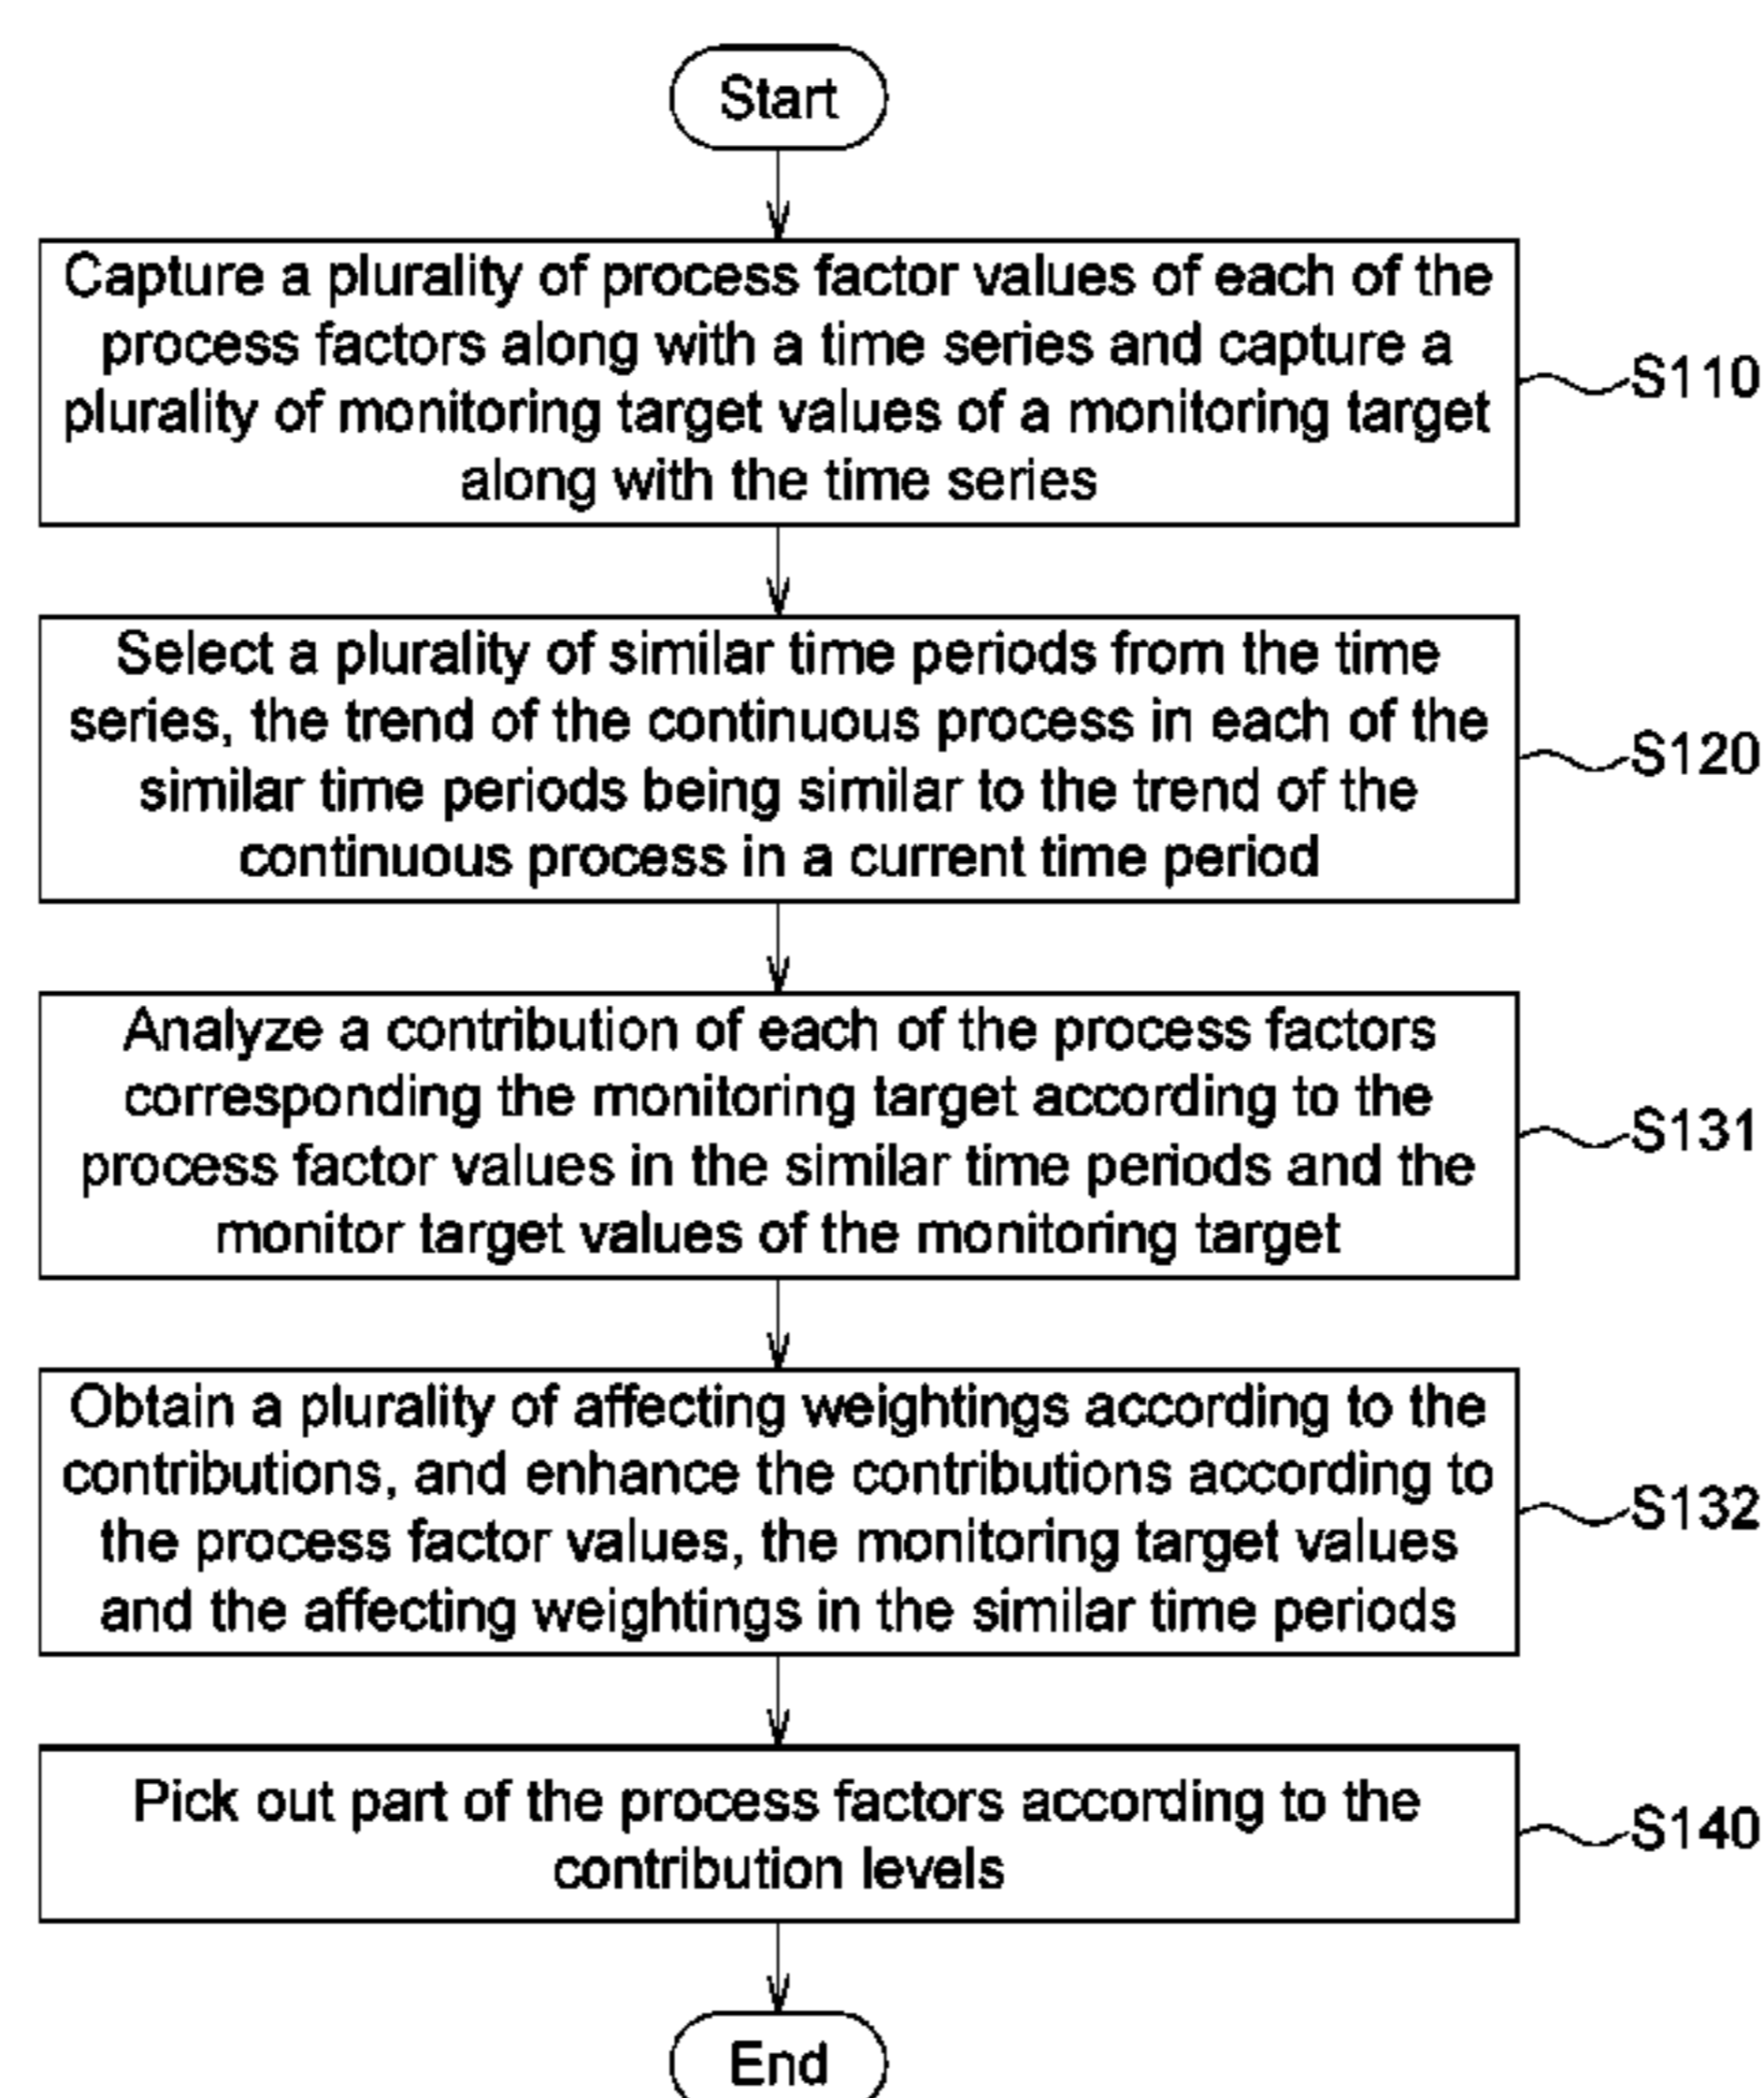 Start
Capture a plurality of process factor values of each of the
process factors along with a time series and capture a
plurality of monitoring target values of a monitoring target
along with the time series
S110
Select a plurality of similar time periods from the time
series, the trend of the continuous process in each of the
similar time periods being similar to the trend of the
continuous process in a current time period
S120
Analyze a contribution of each of the process factors
corresponding the monitoring target according to the
process factor values in the similar time periods and the
monitor target values of the monitoring target
S131
Obtain a plurality of affecting weightings according to the
contributions, and enhance the contributions according to
the process factor values, the monitoring target values
and the affecting weightings in the similar time periods
S132
Pick out part of the process factors according to the
contribution levels
S140
End